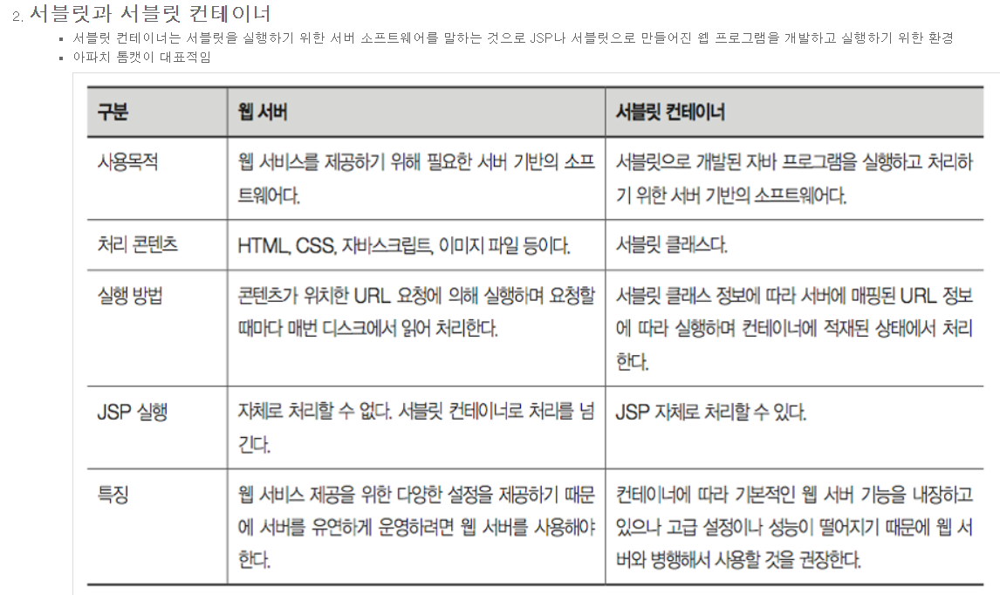 2. 서블릿과 서블릿 컨테이너
▪ 서블릿 컨테이너는 서블릿을 실행하기 위한 서버 소프트웨어를 말하는 것으로 JSP나 서블릿으로 만들어진 웹 프로그램을 개발하고 실행하기 위한 환경
▪ 아파치 톰캣이 대표적임
구분 웹 서버 서블릿 컨테이너
사용목적 웹 서비스를 제공하기 위해 필요한 서버 기반의 소프
트웨어다.
서블릿으로 개발된 자바 프로그램을 실행하고 처리하
기 위한 서버 기반의 소프트웨어다.
처리 콘텐츠 HTML, CSS, 자바스크립트, 이미지 파일 등이다. 서블릿 클래스다.
실행 방법 콘텐츠가 위치한 URL 요청에 의해 실행하며 요청할
때마다 매번 디스크에서 읽어 처리한다.
서블릿 클래스 정보에 따라 서버에 매핑된 URL 정보
에 따라 실행하며 컨테이너에 적재된 상태에서 처리
한다.
JSP 실행 자체로 처리할 수 없다. 서블릿 컨테이너로 처리를 넘
긴다.
JSP 자체로 처리할 수 있다.
특징 웹 서비스 제공을 위한 다양한 설정을 제공하기 때문
에 서버를 유연하게 운영하려면 웹 서버를 사용해야
한다.
컨테이너에 따라 기본적인 웹 서버 기능을 내장하고
있으나 고급 설정이나 성능이 떨어지기 때문에 웹 서
버와 병행해서 사용할 것을 권장한다.